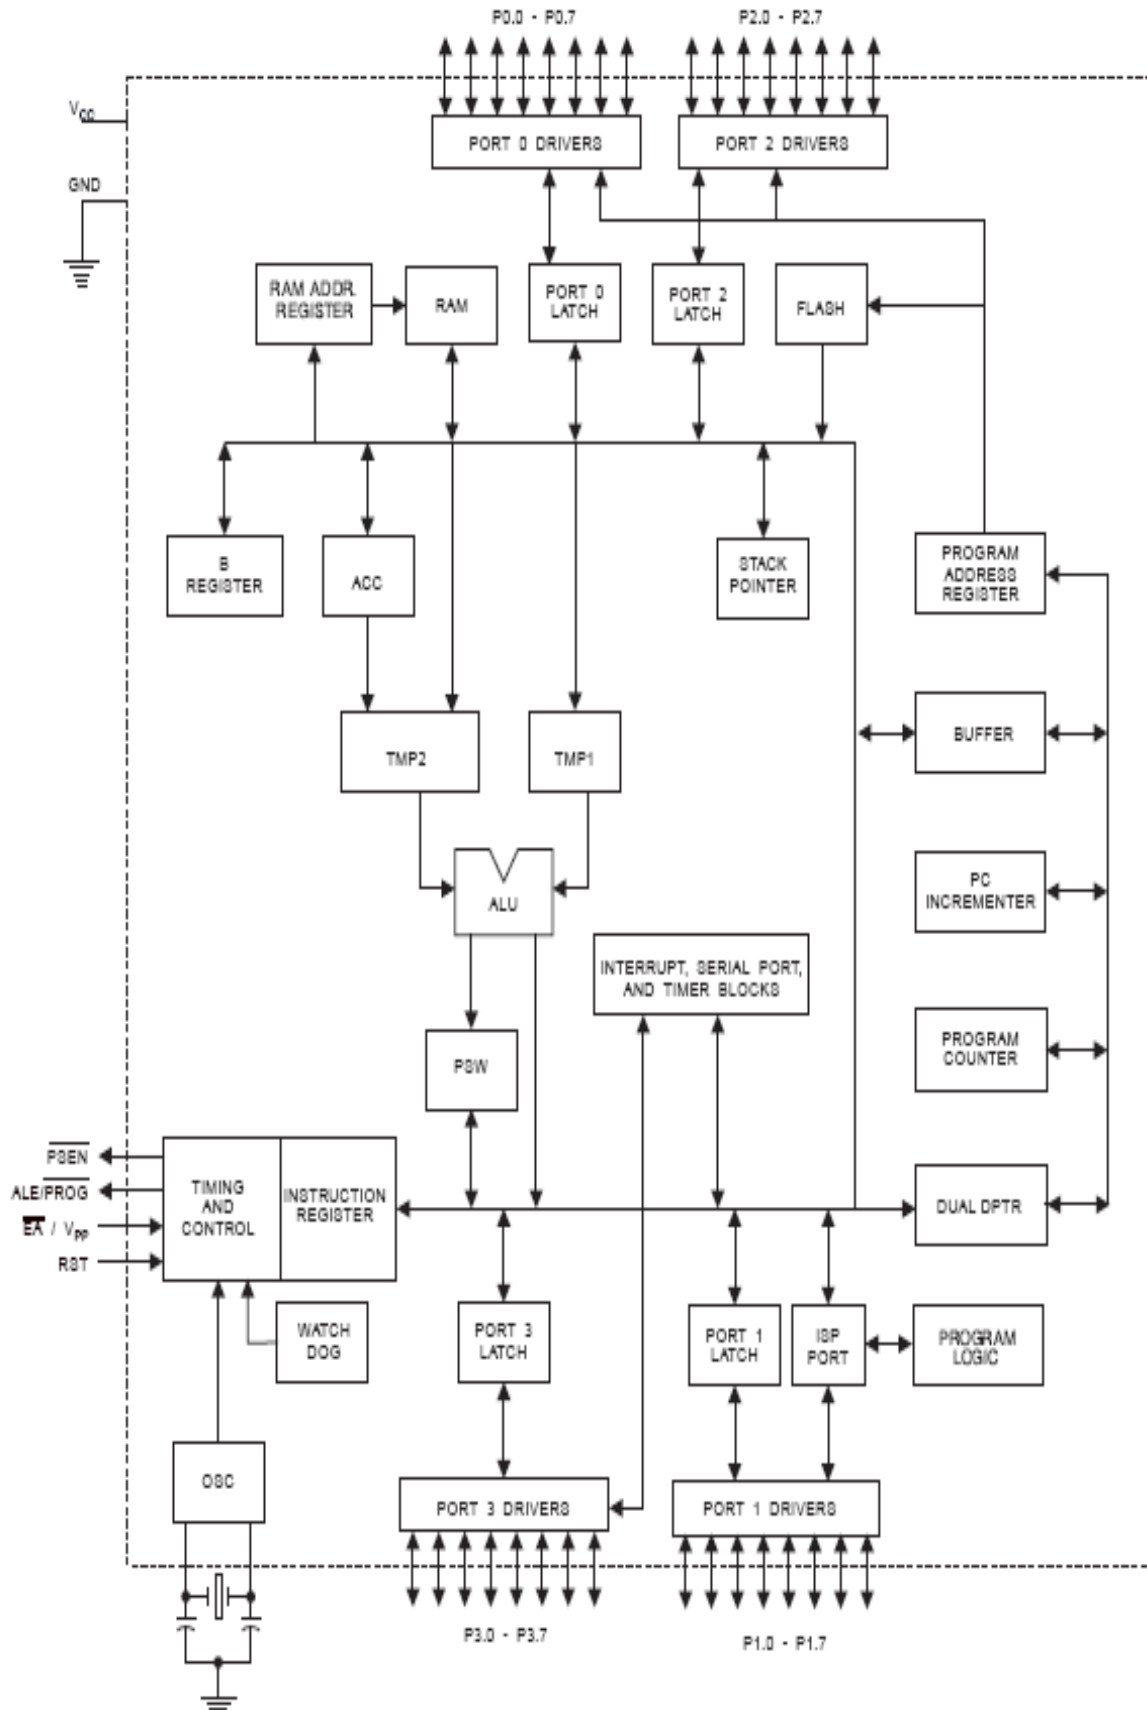 P0.0 - P0.7
P2.0 - P2.7
VCC
PORT 0 DRIVERS
PORT 2 DRIVERS
GND
RAM ADDR.
REGISTER
RAM
PORT 0
LATCH
PORT 2
LATCH
FLASH
B
REGISTER
ACC
STACK
POINTER
PROGRAM
ADDRESS
REGISTER
TMP2
TMP1
BUFFER
ALU
PC
INCREMENTER
INTERRUPT, SERIAL PORT,
AND TIMER BLOCKS
PSW
PROGRAM
COUNTER
PSEN
ALE/PROG
EA / VPP
RST
TIMING
AND
CONTROL
INSTRUCTION
REGISTER
DUAL DPTR
WATCH
DOG
PORT 3
LATCH
PORT 1
LATCH
ISP
PORT
PROGRAM
LOGIC
OSC
PORT 3 DRIVERS
PORT 1 DRIVERS
P3.0 - P3.7
P1.0 - P1.7